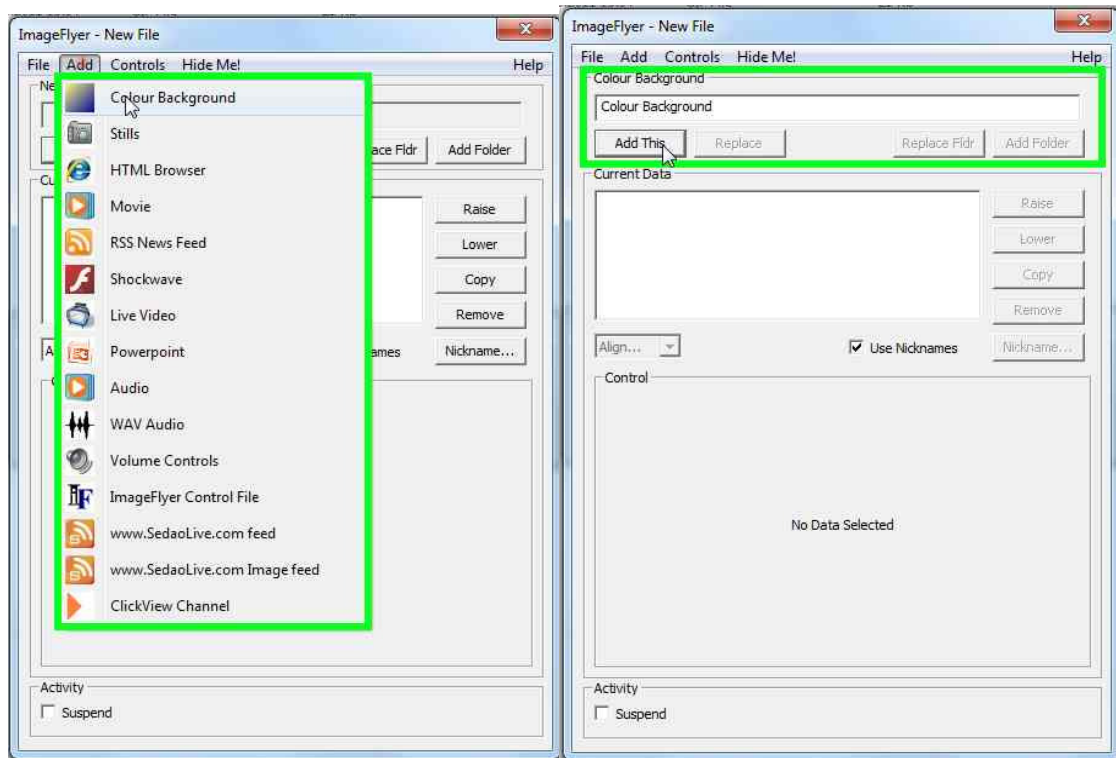 ImageFlyer - New File
File Add Controls Hide Me! Help
Ne
Colour Background
Stills
ace Fldr Add Folder
HTML Browser
Cu
Movie
Raise
RSS News Feed
Lower
Shockwave
Copy
Live Video
Remove
A
Powerpoint
ames Nickname...
Audio
WAV Audio
Volume Controls
ImageFlyer Control File
www.SedaoLive.com feed
www.SedaoLive.com Image feed
ClickView Channel
Activity
Suspend
ImageFlyer - New File
File Add Controls Hide Me! Help
Colour Background
Colour Background
Add This Replace Replace Fldr Add Folder
Current Data
Raise
Lower
Copy
Remove
Align... Use Nicknames Nickname...
Control
No Data Selected
Activity
Suspend